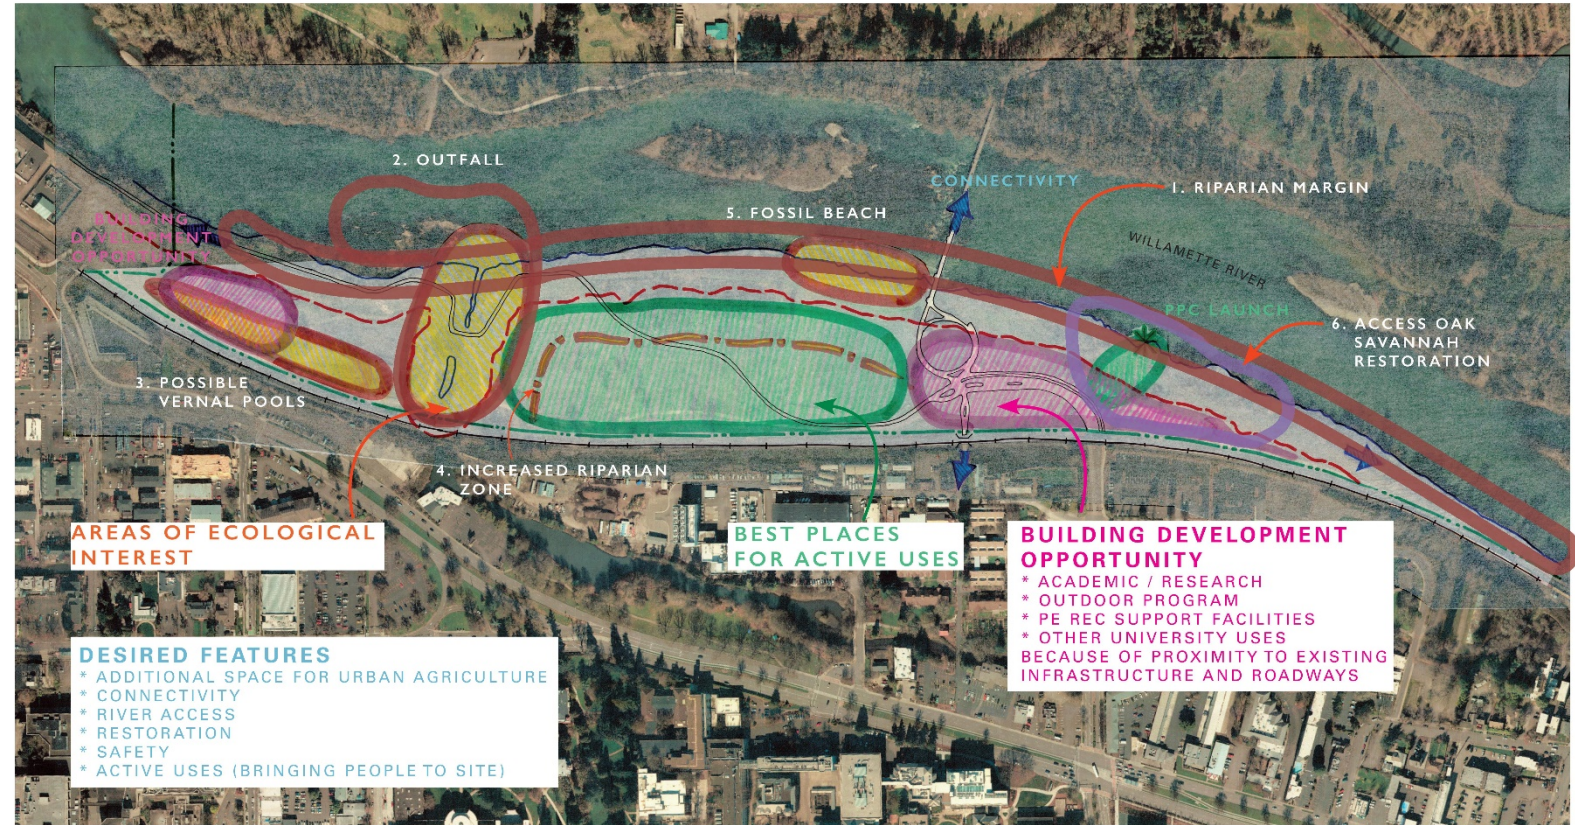 2. OUTFALL
CONNECTIVITY
1. RIPARIAN MARGIN
5. FOSSIL BEACH
BUILDING
DEVELOPMENT
OPPORTUNITY
WILLAMETTE RIVER
PPC LAUNCH
6. ACCESS OAK
SAVANNAH
RESTORATION
3. POSSIBLE
VERNAL POOLS
4. INCREASED RIPARIAN
ZONE
AREAS OF ECOLOGICAL
INTEREST
BEST PLACES
FOR ACTIVE USES
BUILDING DEVELOPMENT
OPPORTUNITY
* ACADEMIC / RESEARCH
* OUTDOOR PROGRAM
* PE REC SUPPORT FACILITIES
* OTHER UNIVERSITY USES
BECAUSE OF PROXIMITY TO EXISTING
INFRASTRUCTURE AND ROADWAYS
DESIRED FEATURES
* ADDITIONAL SPACE FOR URBAN AGRICULTURE
* CONNECTIVITY
* RIVER ACCESS
* RESTORATION
* SAFETY
* ACTIVE USES (BRINGING PEOPLE TO SITE)